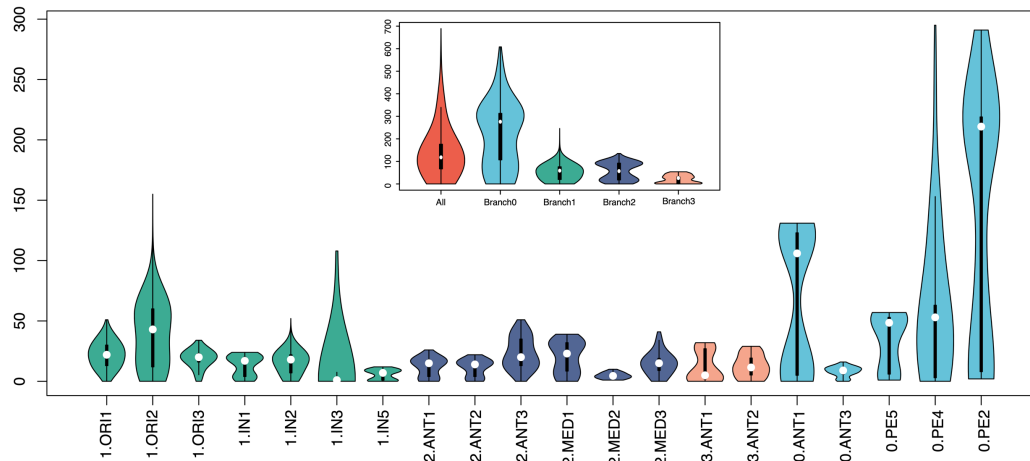 300
250
200
150
100
50
0
700
600
500
400
300
200
100
0
All
Branch0
Branch1
Branch2
Branch3
1.ORI1
1.ORI2
1.ORI3
1.IN1
1.IN2
1.IN3
1.IN5
2.ANT1
2.ANT2
2.ANT3
2.MED1
2.MED2
2.MED3
3.ANT1
3.ANT2
0.ANT1
0.ANT3
0.PE5
0.PE4
0.PE2